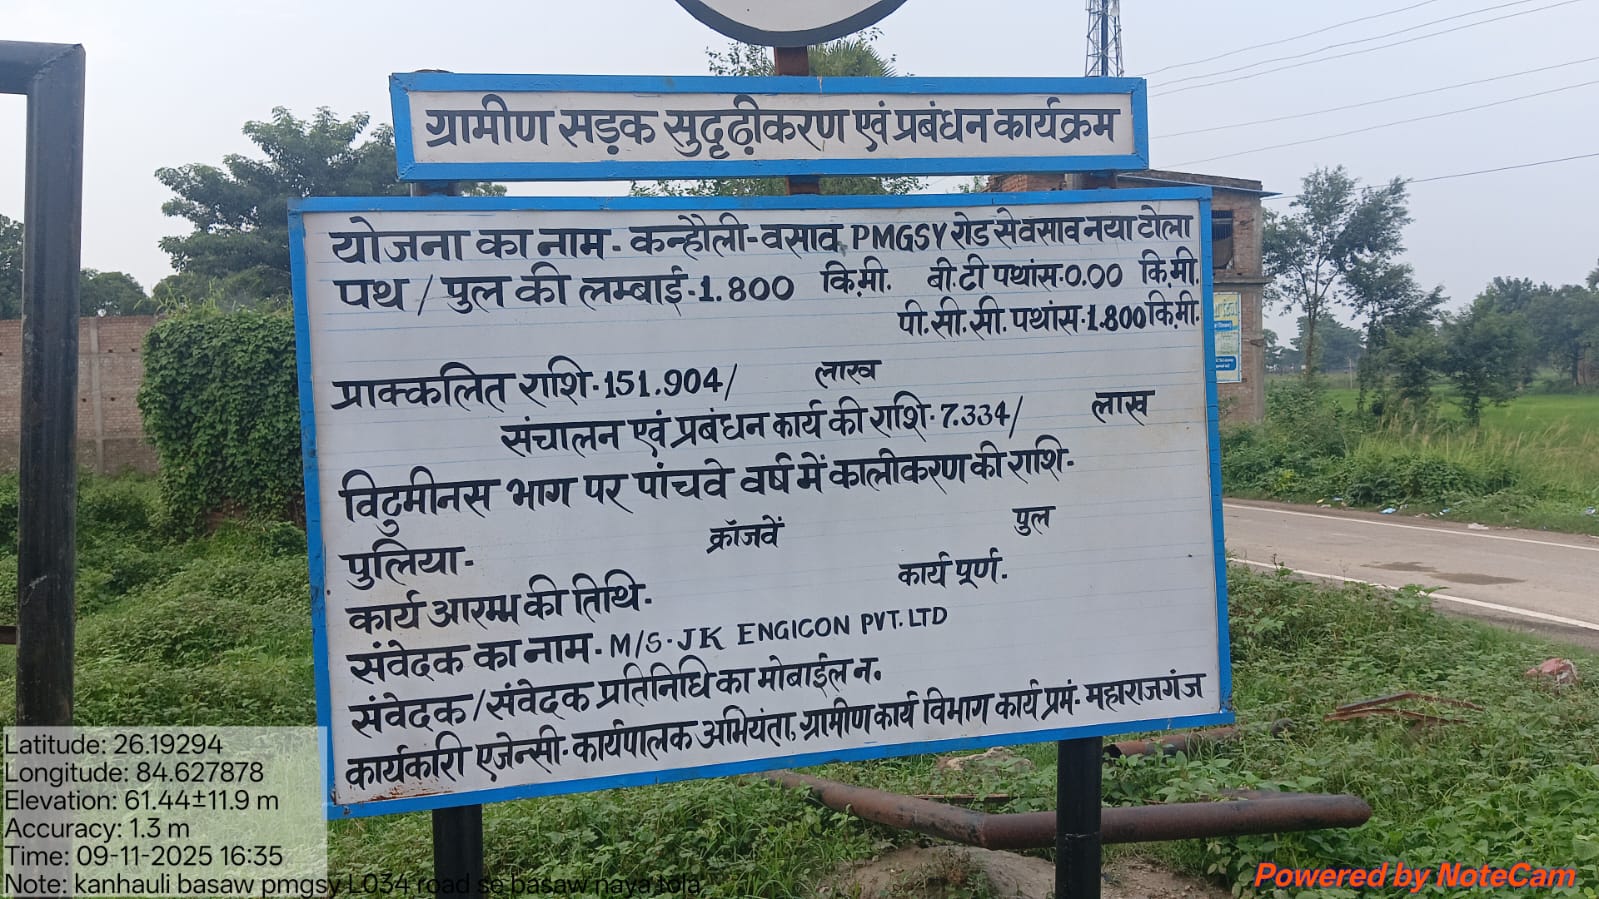 ग्रामीण सड़क सुदृढ़ीकरण एवं प्रबंधन कार्यक्रम
योजना का नाम - कन्हौली-वसाव PMGSY रोड से वसाव नया टोला
पथ / पुल की लम्बाई - 1.800 कि.मी. बी.टी पथांस - 0.00 कि.मी.
पी.सी.सी. पथांस - 1.800 कि.मी.
प्राक्कलित राशि - 151.904/ लाख
संचालन एवं प्रबंधन कार्य की राशि - 7.334/ लाख
विटुमीनस भाग पर पांचवे वर्ष में कालीकरण की राशि -
पुलिया - क्रॉजवें पुल
कार्य आरम्भ की तिथि - कार्य पूर्ण -
संवेदक का नाम - M/S - JK ENGICON PVT. LTD
संवेदक / संवेदक प्रतिनिधि का मोबाईल न.
कार्यकारी एजेन्सी - कार्यपालक अभियंता, ग्रामीण कार्य विभाग कार्य प्रमं - महाराजगंज
Latitude: 26.19294
Longitude: 84.627878
Elevation: 61.44±11.9 m
Accuracy: 1.3 m
Time: 09-11-2025 16:35
Note: kanhauli basaw pmgsy L034 road se basaw naya tola
Powered by NoteCam